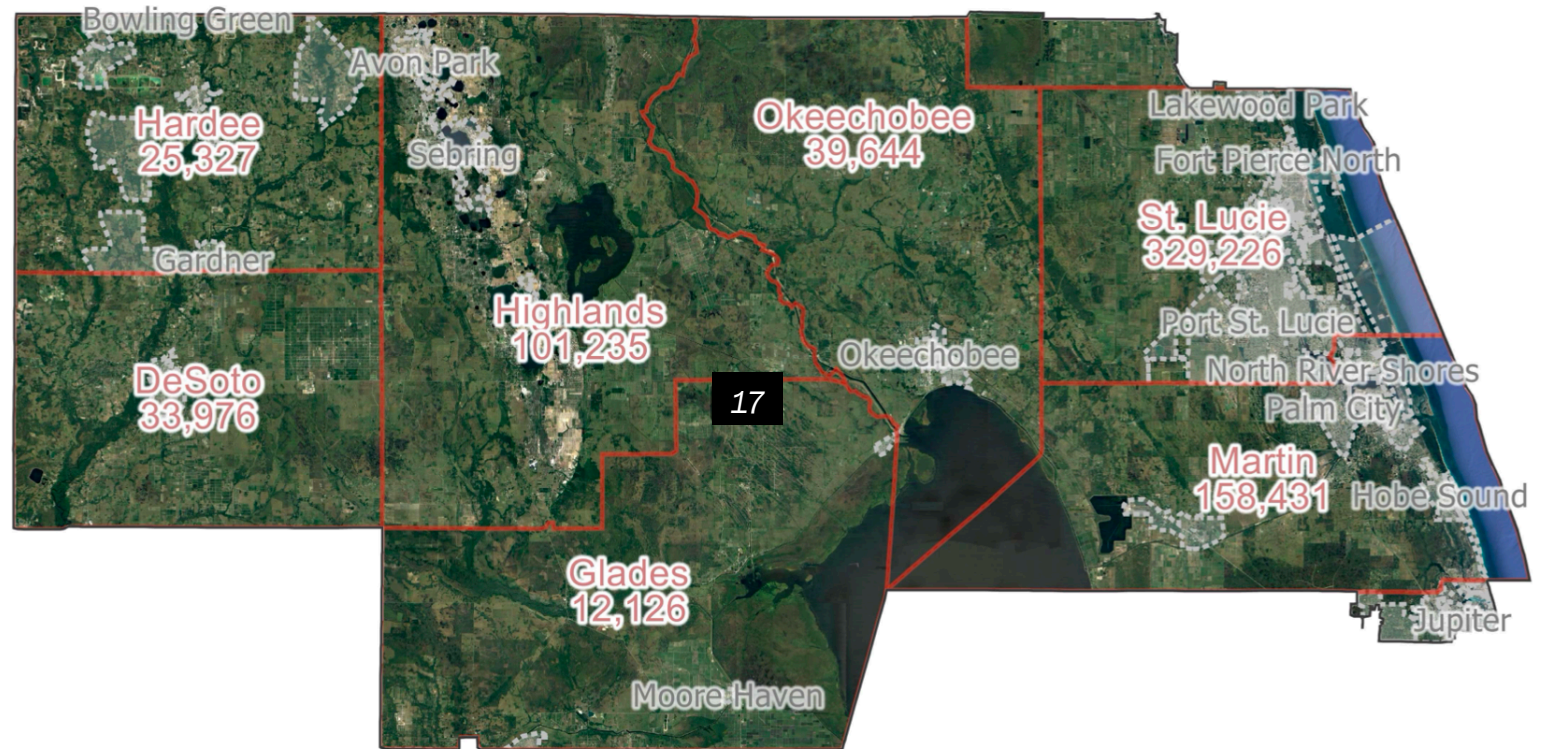 Bowling Green
Avon Park
Hardee
25,327
Sebring
Okeechobee
39,644
Lakewood Park
Fort Pierce North
St. Lucie
329,226
Gardner
Highlands
101,235
Port St. Lucie
Okeechobee
North River Shores
DeSoto
33,976
17
Palm City
Martin
158,431
Hobe Sound
Glades
12,126
Jupiter
Moore Haven